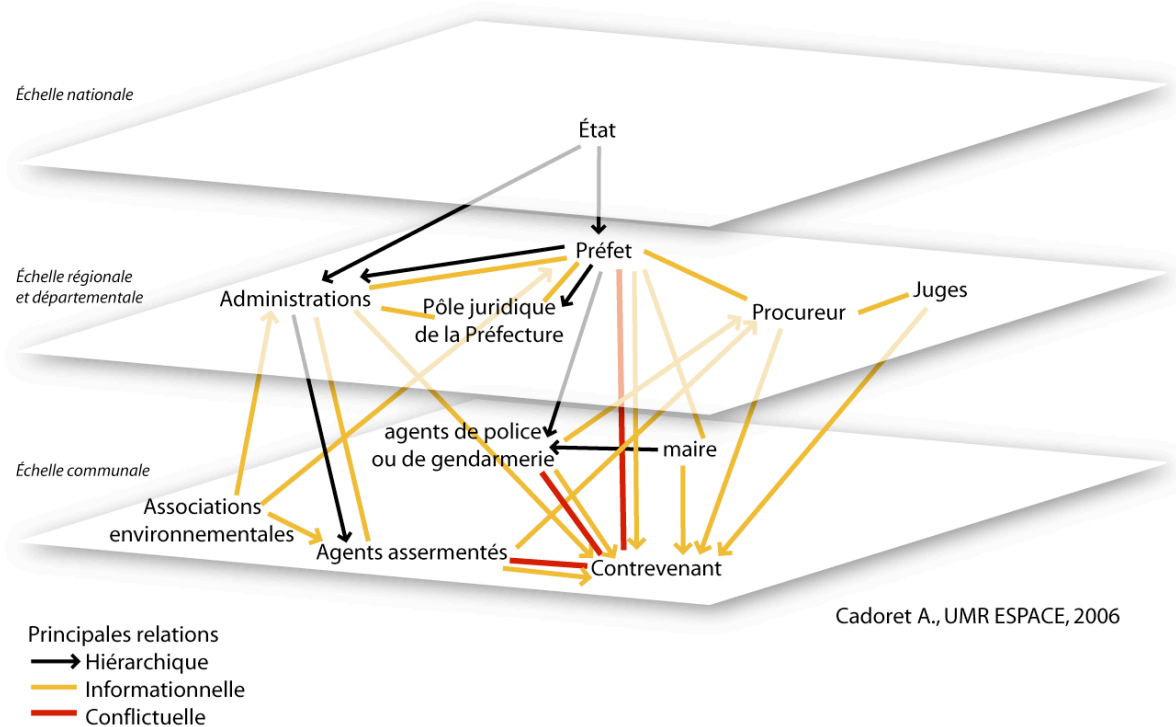 Échelle nationale
État
Échelle régionale
et départementale
Préfet
Administrations
Pôle juridique
de la Préfecture
Procureur
Juges
Échelle communale
agents de police
ou de gendarmerie
maire
Associations
environnementales
Agents assermentés
Contrevenant
Cadoret A., UMR ESPACE, 2006
Principales relations
Hiérarchique
Informationnelle
Conflictuelle